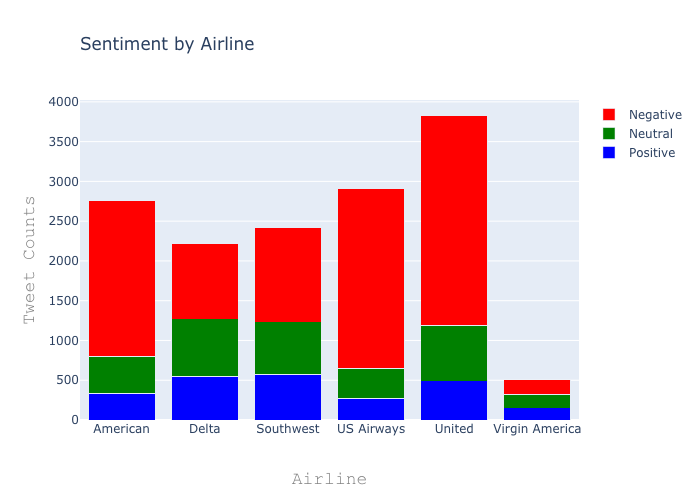 Sentiment by Airline
Negative
Neutral
Positive
Tweet Counts
4000
3500
3000
2500
2000
1500
1000
500
0
American Delta Southwest US Airways United Virgin America
Airline